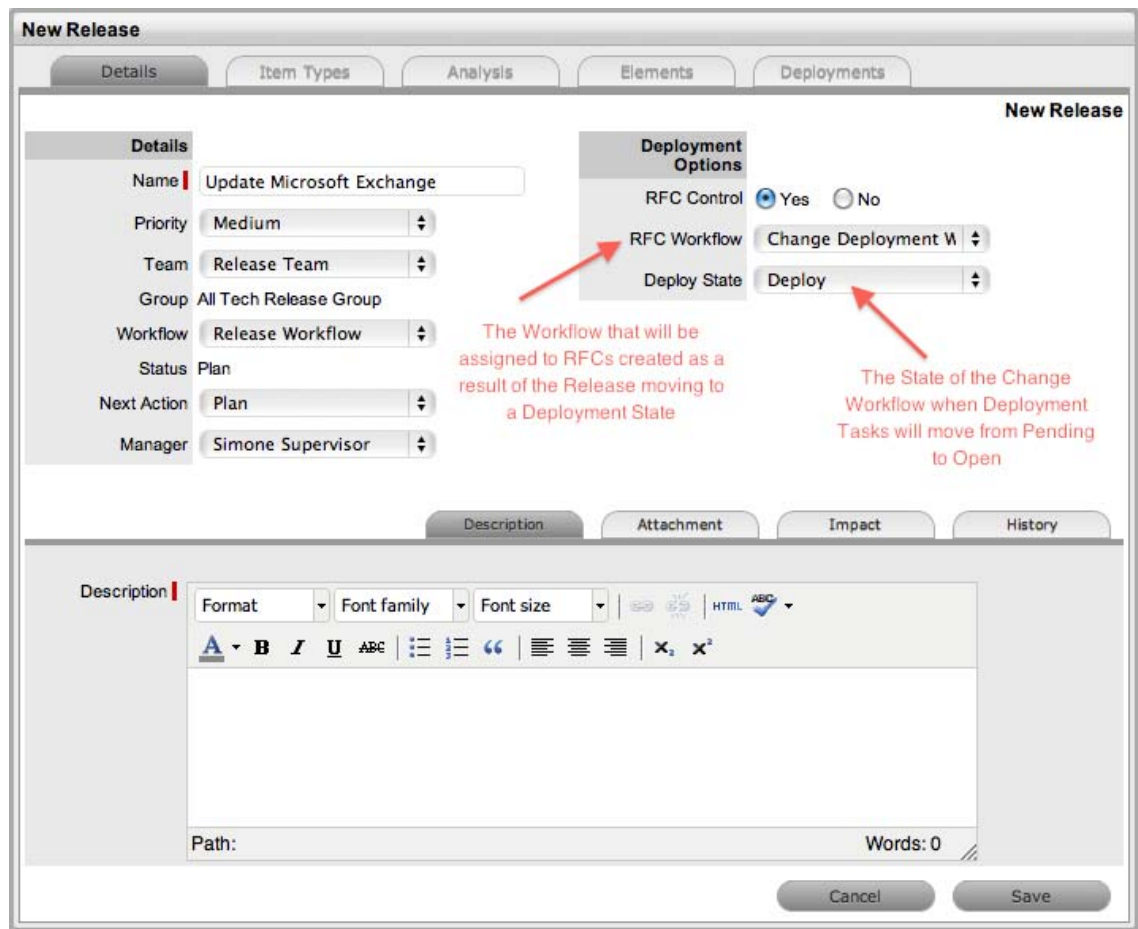 New Release
Details Item Types Analysis Elements Deployments
New Release
Details
Name Update Microsoft Exchange
Priority Medium
Team Release Team
Group All Tech Release Group
Workflow Release Workflow
Status Plan
Next Action Plan
Manager Simone Supervisor
Deployment
Options
RFC Control Yes No
RFC Workflow Change Deployment W
Deploy State Deploy
The Workflow that will be
assigned to RFCs created as a
result of the Release moving to
a Deployment State
The State of the Change
Workflow when Deployment
Tasks will move from Pending
to Open
Description Attachment Impact History
Description
Format Font family Font size HTML ABC
A B I U ABC “ x₂ x²
Path: Words: 0
Cancel Save